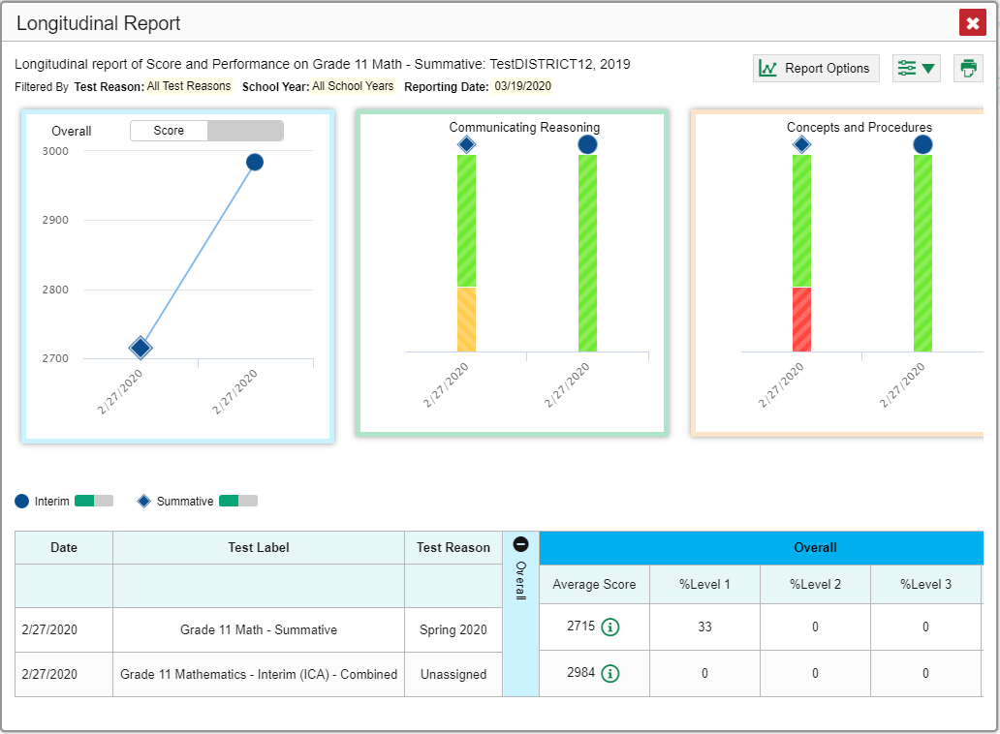 Longitudinal Report
Longitudinal report of Score and Performance on Grade 11 Math - Summative: TestDISTRICT12, 2019
Report Options
Filtered By Test Reason: All Test Reasons School Year: All School Years Reporting Date: 03/19/2020
Overall Score
3000
2900
2800
2700
2/27/2020 2/27/2020
Communicating Reasoning
2/27/2020 2/27/2020
Concepts and Procedures
2/27/2020 2/27/2020
Interim Summative
Date Test Label Test Reason Overall Overall
Average Score %Level 1 %Level 2 %Level 3
2/27/2020 Grade 11 Math - Summative Spring 2020 2715 33 0 0
2/27/2020 Grade 11 Mathematics - Interim (ICA) - Combined Unassigned 2984 0 0 0